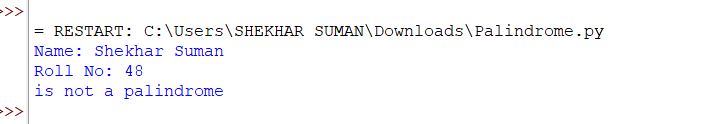 >>>
= RESTART: C:\Users\SHEKHAR SUMAN\Downloads\Palindrome.py
Name: Shekhar Suman
Roll No: 48
is not a palindrome
>>>